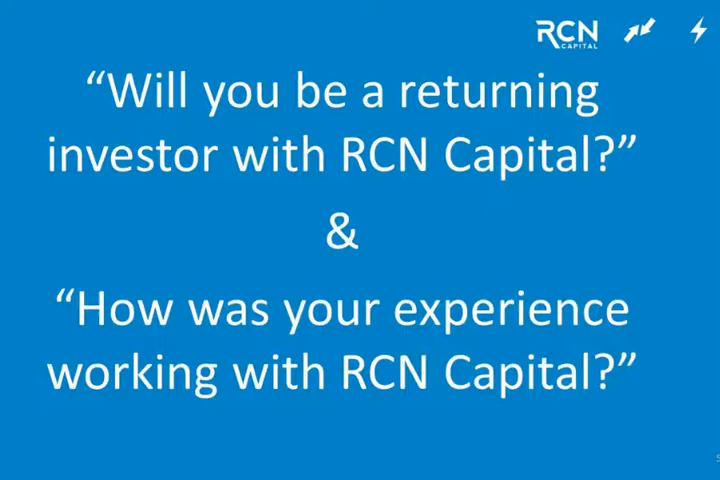 RCN
CAPITAL
“Will you be a returning
investor with RCN Capital?”
&
“How was your experience
working with RCN Capital?”